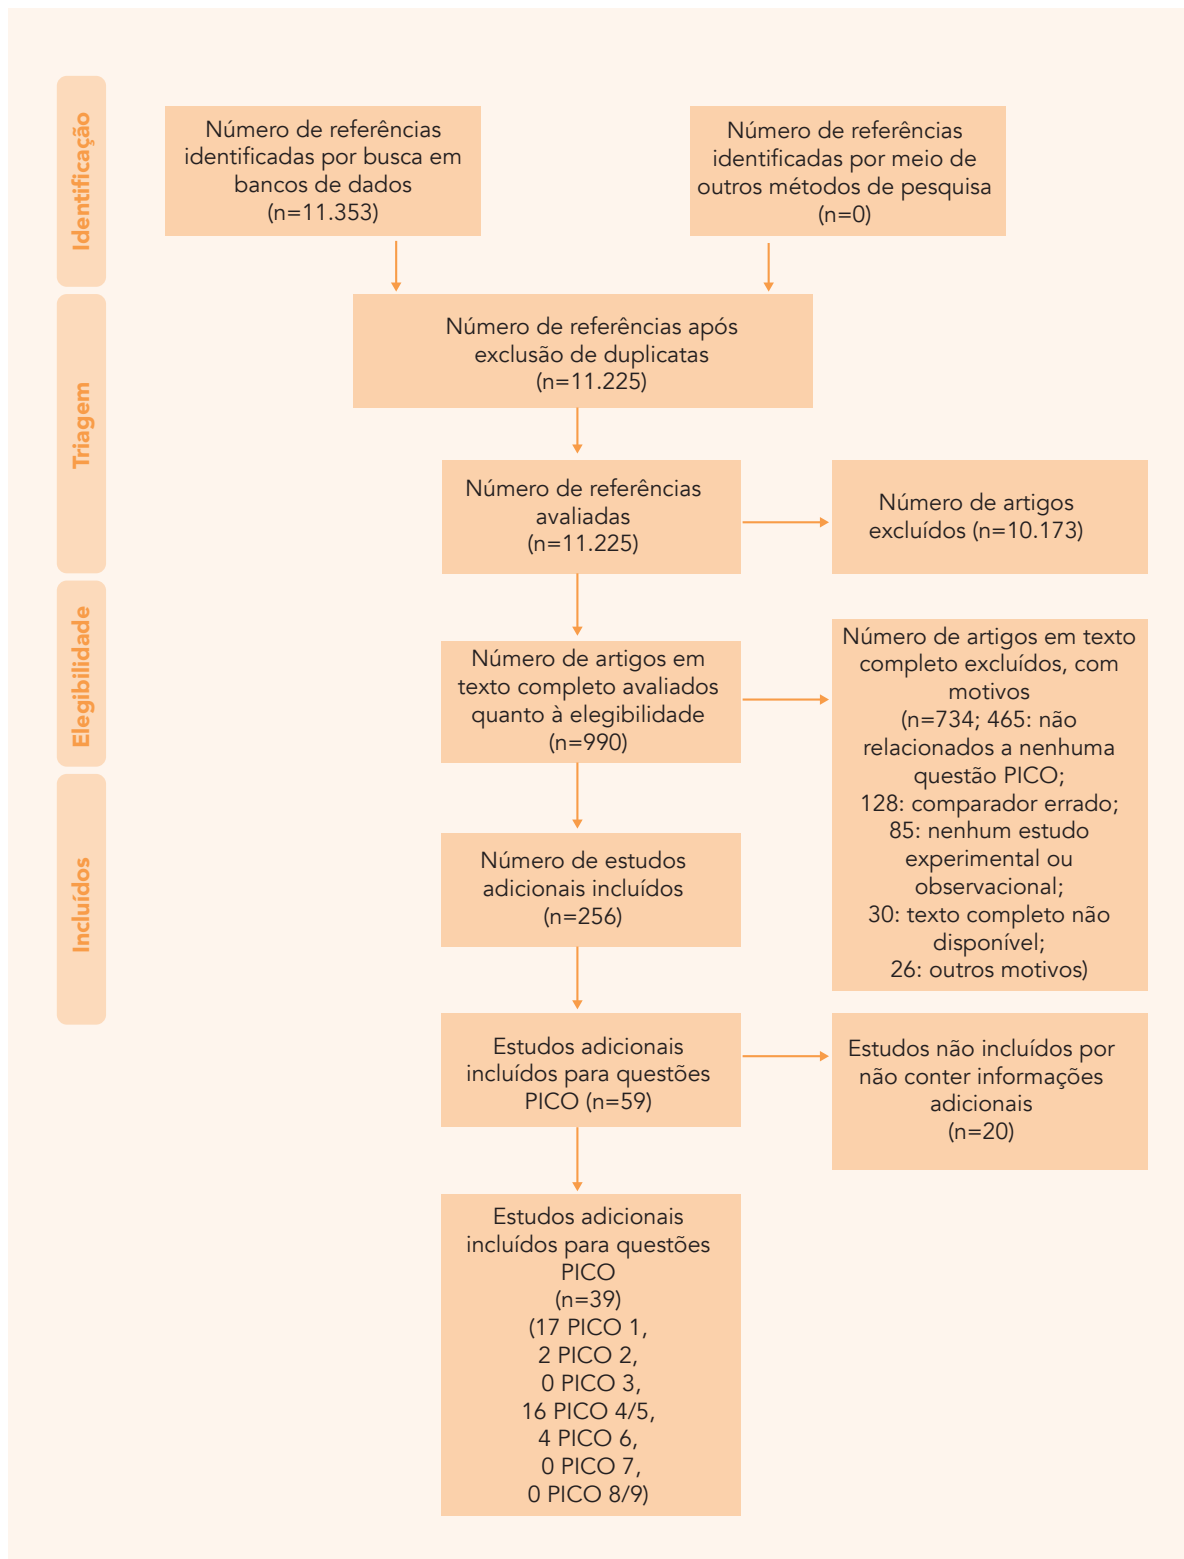 Identificação
Número de referências
identificadas por busca em
bancos de dados
(n=11.353)
Número de referências
identificadas por meio de
outros métodos de pesquisa
(n=0)
Triagem
Número de referências após
exclusão de duplicatas
(n=11.225)
Número de referências
avaliadas
(n=11.225)
Número de artigos
excluídos (n=10.173)
Elegibilidade
Número de artigos em
texto completo avaliados
quanto à elegibilidade
(n=990)
Número de artigos em texto
completo excluídos, com
motivos
(n=734; 465: não
relacionados a nenhuma
questão PICO;
128: comparador errado;
85: nenhum estudo
experimental ou
observacional;
30: texto completo não
disponível;
26: outros motivos)
Incluídos
Número de estudos
adicionais incluídos
(n=256)
Estudos adicionais
incluídos para questões
PICO (n=59)
Estudos não incluídos por
não conter informações
adicionais
(n=20)
Estudos adicionais
incluídos para questões
PICO
(n=39)
(17 PICO 1,
2 PICO 2,
0 PICO 3,
16 PICO 4/5,
4 PICO 6,
0 PICO 7,
0 PICO 8/9)